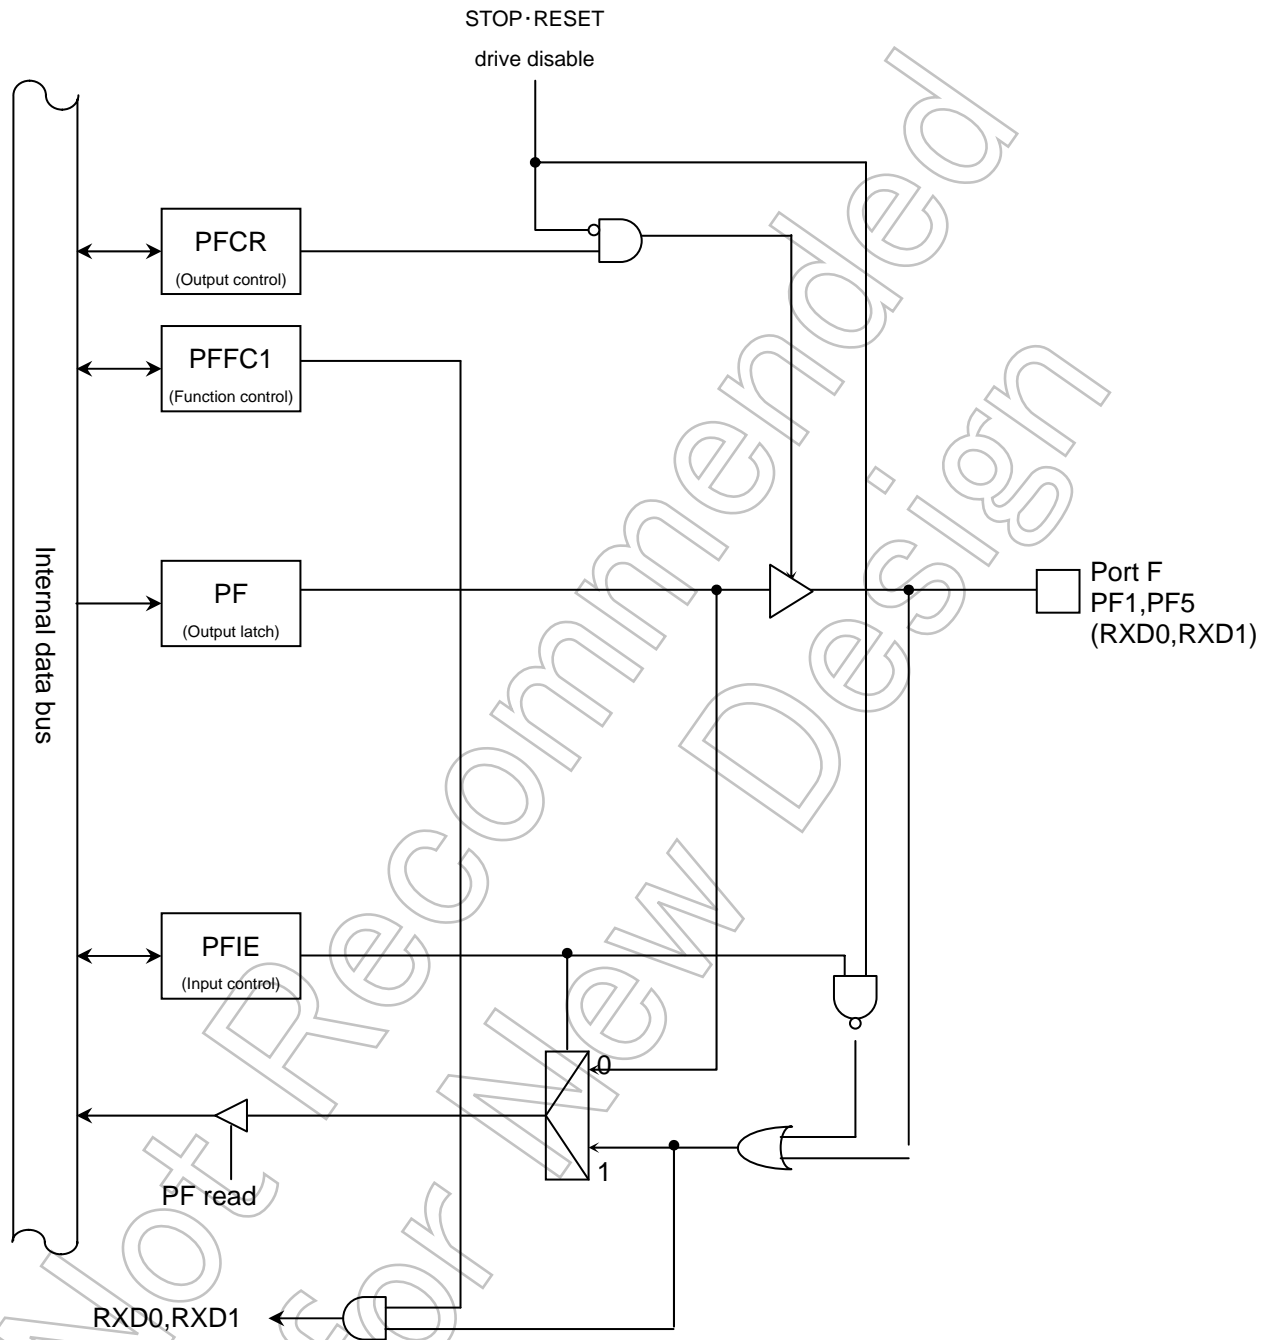 STOP·RESET
drive disable
PFCR
(Output control)
PFFC1
(Function control)
Internal data bus
PF
(Output latch)
Port F
PF1,PF5
(RXD0,RXD1)
PFIE
(Input control)
0
1
PF read
RXD0,RXD1
Not Recommended
for New Design